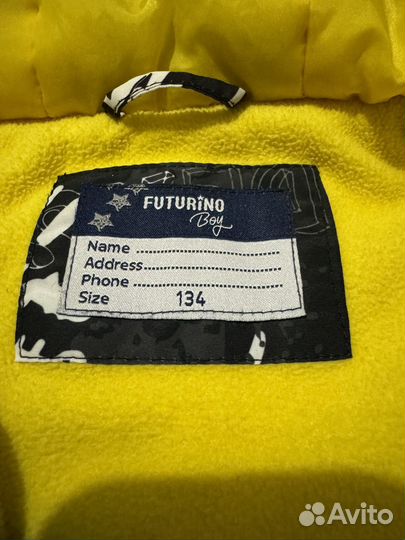 FUTURiNO
Boy
Name
Address
Phone
Size 134
Avito